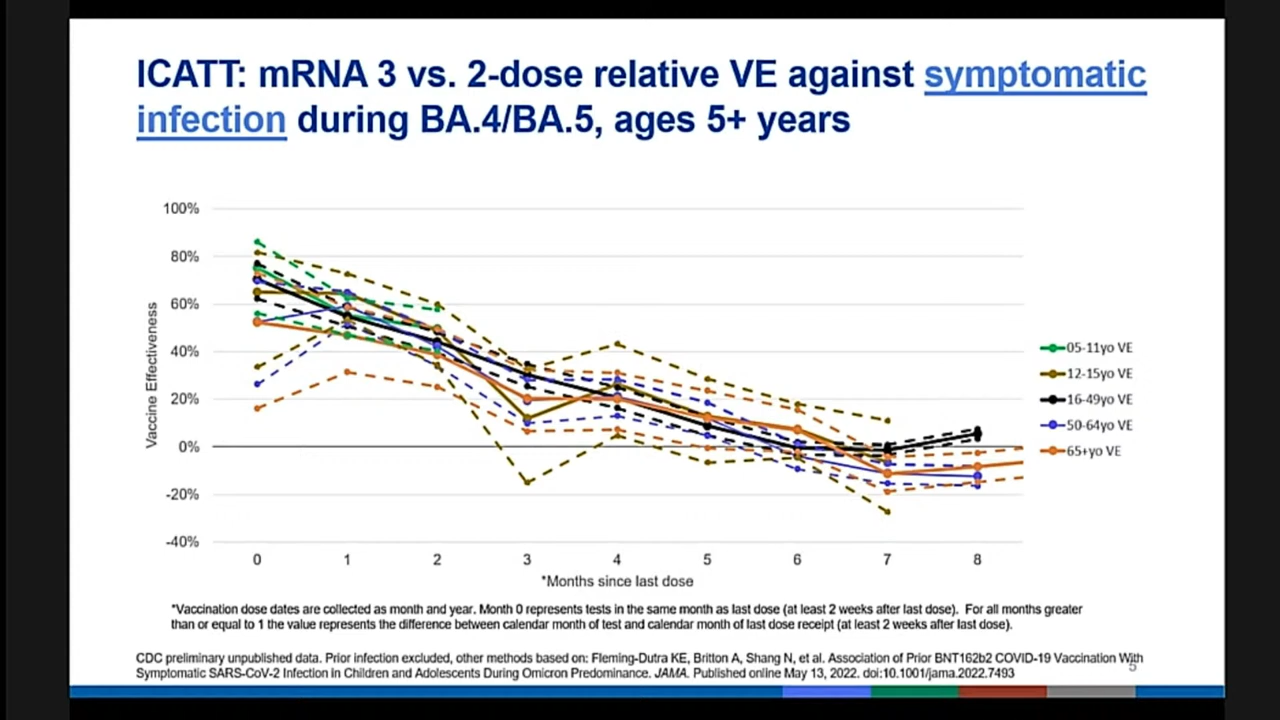 ICATT: mRNA 3 vs. 2-dose relative VE against symptomatic
infection during BA.4/BA.5, ages 5+ years
100%
80%
60%
40%
20%
0%
-20%
-40%
Vaccine Effectiveness
0 1 2 3 4 5 6 7 8
*Months since last dose
05-11yo VE
12-15yo VE
16-49yo VE
50-64yo VE
65+yo VE
*Vaccination dose dates are collected as month and year. Month 0 represents tests in the same month as last dose (at least 2 weeks after last dose). For all months greater
than or equal to 1 the value represents the difference between calendar month of test and calendar month of last dose receipt (at least 2 weeks after last dose).
CDC preliminary unpublished data. Prior infection excluded, other methods based on: Fleming-Dutra KE, Britton A, Shang N, et al. Association of Prior BNT162b2 COVID-19 Vaccination With
Symptomatic SARS-CoV-2 Infection in Children and Adolescents During Omicron Predominance. JAMA. Published online May 13, 2022. doi:10.1001/jama.2022.7493
5